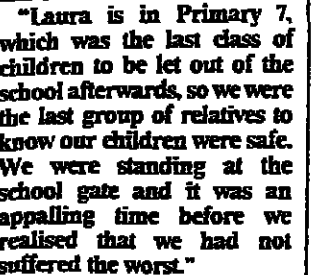 "Laura is in Primary 7,
which was the last class of
children to be let out of the
school afterwards, so we were
the last group of relatives to
know our children were safe.
We were standing at the
school gate and it was an
appalling time before we
realised that we had not
suffered the worst."